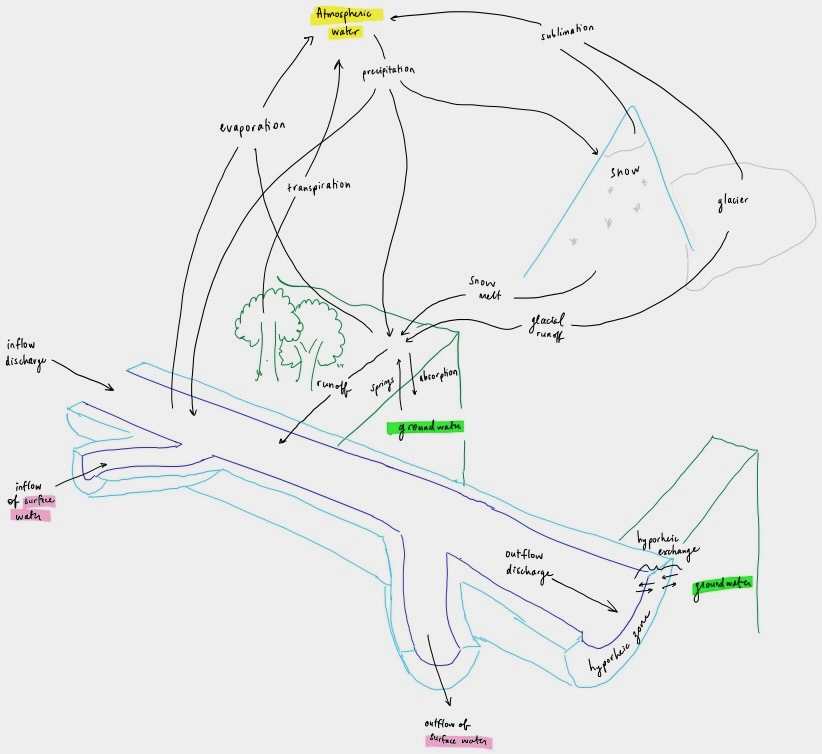 Atmospheric
water
sublimation
precipitation
evaporation
transpiration
snow
glacier
snow
melt
glacial
runoff
inflow
discharge
runoff
springs
absorption
groundwater
inflow
of surface
water
outflow
discharge
hyporheic
exchange
groundwater
hyporheic zone
outflow of
surface water